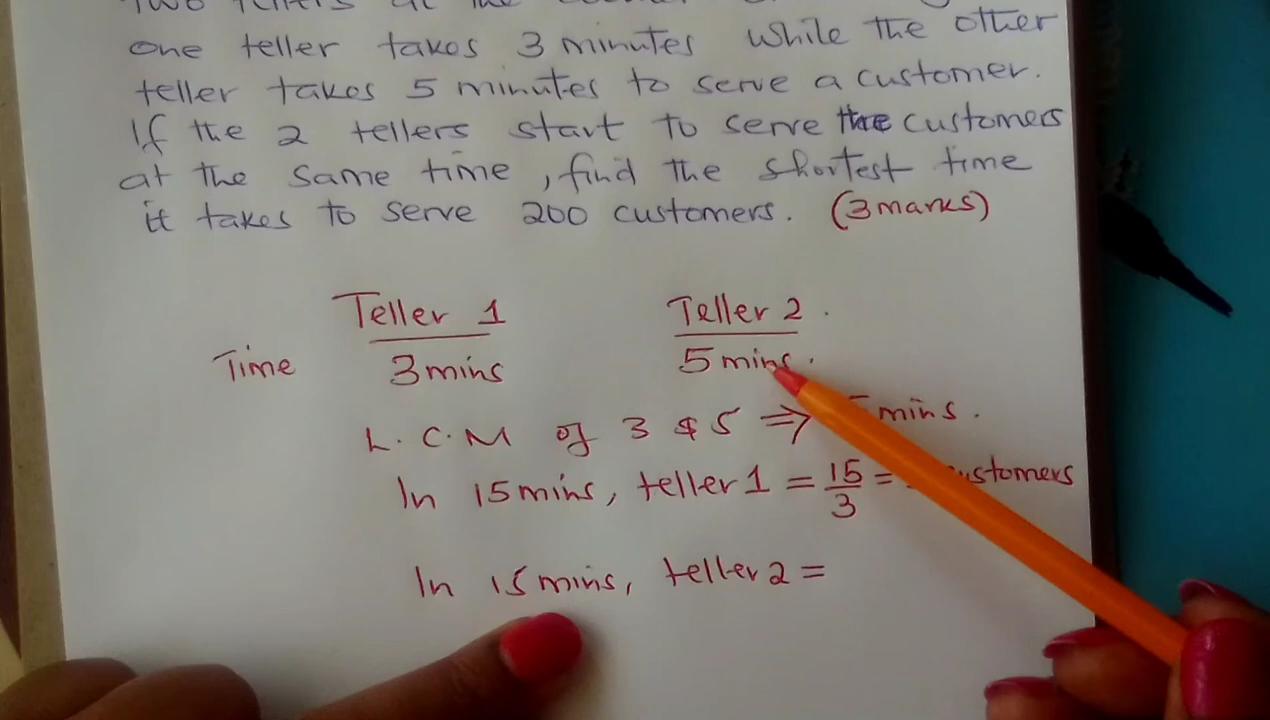 one teller takes 3 minutes while the other
teller takes 5 minutes to serve a customer.
If the 2 tellers start to serve the customers
at the same time, find the shortest time
it takes to serve 200 customers. (3marks)
Teller 1 Teller 2.
Time 3mins 5mins.
L.C.M of 3 & 5 ⇒ mins.
In 15mins, teller 1 = 15/3 =
In 15mins, teller 2 =